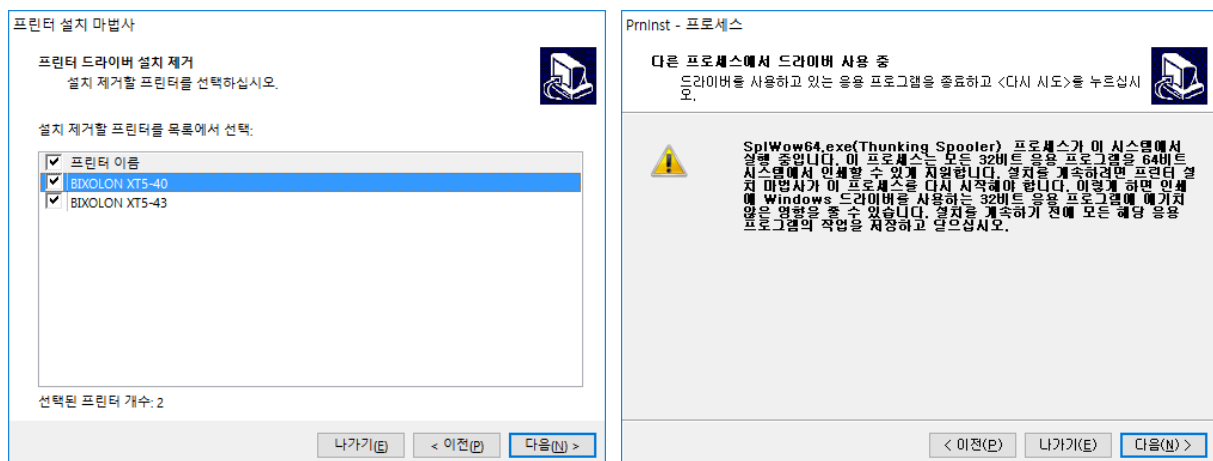 프린터 설치 마법사
프린터 드라이버 설치 제거
설치 제거할 프린터를 선택하십시오.
설치 제거할 프린터를 목록에서 선택:
프린터 이름
BIXOLON XT5-40
BIXOLON XT5-43
선택된 프린터 개수: 2
나가기(E)
< 이전(P)
다음(N) >
PrnInst - 프로세스
다른 프로세스에서 드라이버 사용 중
드라이버를 사용하고 있는 응용 프로그램을 종료하고 <다시 시도>를 누르십시
오.
SplWow64.exe(Thunking Spooler) 프로세스가 이 시스템에서
실행 중입니다. 이 프로세스는 모든 32비트 응용 프로그램을 64비트
시스템에서 인쇄할 수 있게 지원합니다. 설치를 계속하려면 프린터 설
치 마법사가 이 프로세스를 다시 시작해야 합니다. 이렇게 하면 인쇄
에 Windows 드라이버를 사용하는 32비트 응용 프로그램에 예기치
않은 영향을 줄 수 있습니다. 설치를 계속하기 전에 모든 해당 응용
프로그램의 작업을 저장하고 닫으십시오.
< 이전(P)
나가기(E)
다음(N) >